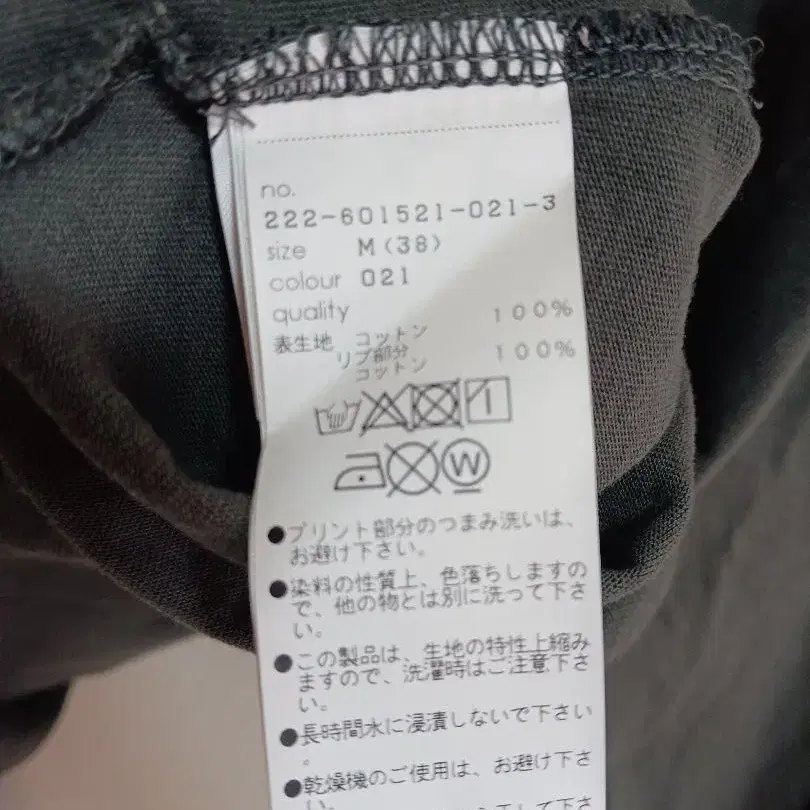 no.
222-601521-021-3
size M(38)
colour 021
quality
表生地 コットン 100%
リブ部分
コットン 100%
W
●プリント部分のつまみ洗いは、
お避け下さい。
●染料の性質上、色落ちしますの
で、他の物とは別に洗って下さ
い。
●この製品は、生地の特性上縮み
ますので、洗濯時はご注意下さ
い。
●長時間水に浸漬しないで下さい
。
●乾燥機のご使用は、お避け下さ
い。